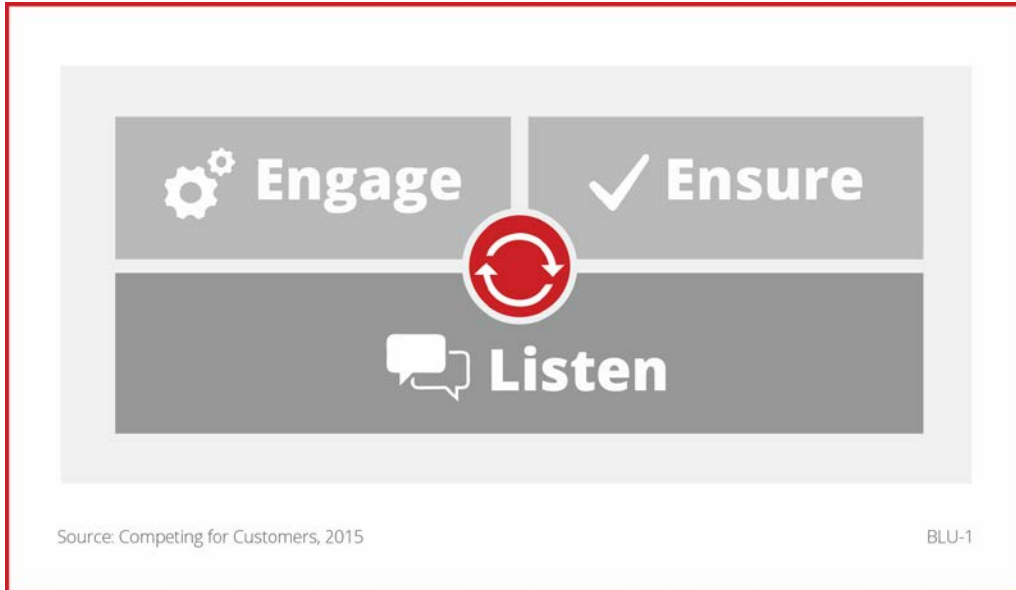 Engage
Ensure
Listen
Source: Competing for Customers, 2015
BLU-1